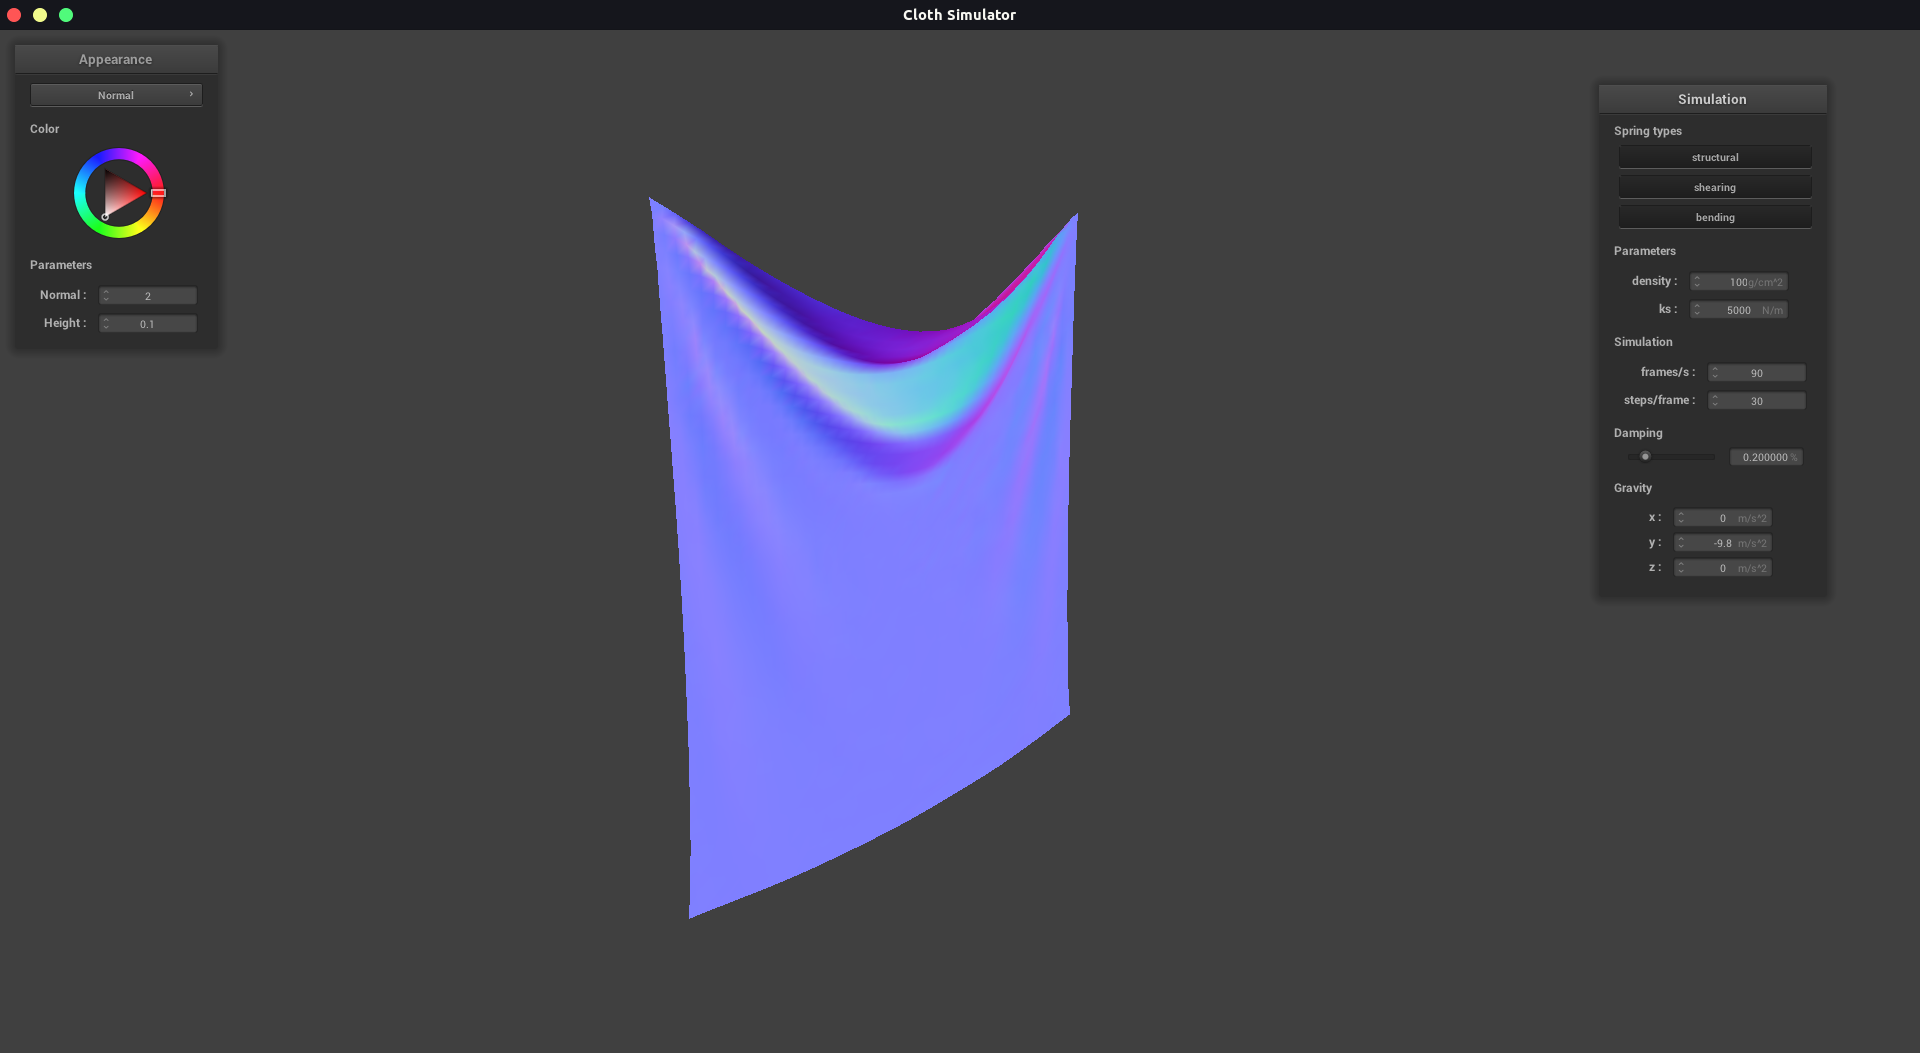 Cloth Simulator
Appearance
Normal
Color
Parameters
Normal : 2
Height : 0.1
Simulation
Spring types
structural
shearing
bending
Parameters
density : 100g/cm^2
ks : 5000 N/m
Simulation
frames/s : 90
steps/frame : 30
Damping
0.200000 %
Gravity
x : 0 m/s^2
y : -9.8 m/s^2
z : 0 m/s^2